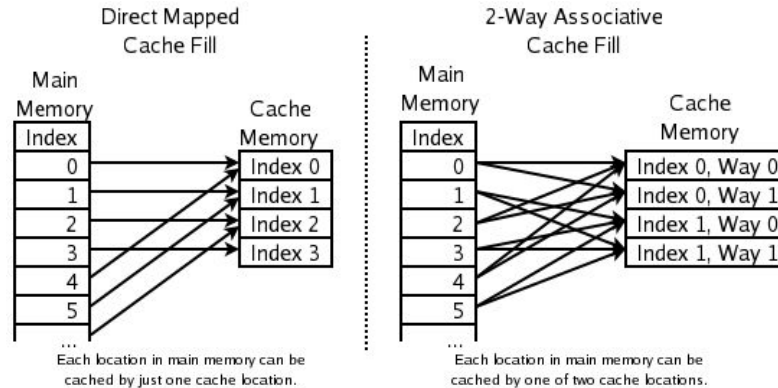 Direct Mapped
Cache Fill
Main
Memory
Index
0
1
2
3
4
5
...
Cache
Memory
Index 0
Index 1
Index 2
Index 3
Each location in main memory can be
cached by just one cache location.
2-Way Associative
Cache Fill
Main
Memory
Index
0
1
2
3
4
5
...
Cache
Memory
Index 0, Way 0
Index 0, Way 1
Index 1, Way 0
Index 1, Way 1
Each location in main memory can be
cached by one of two cache locations.